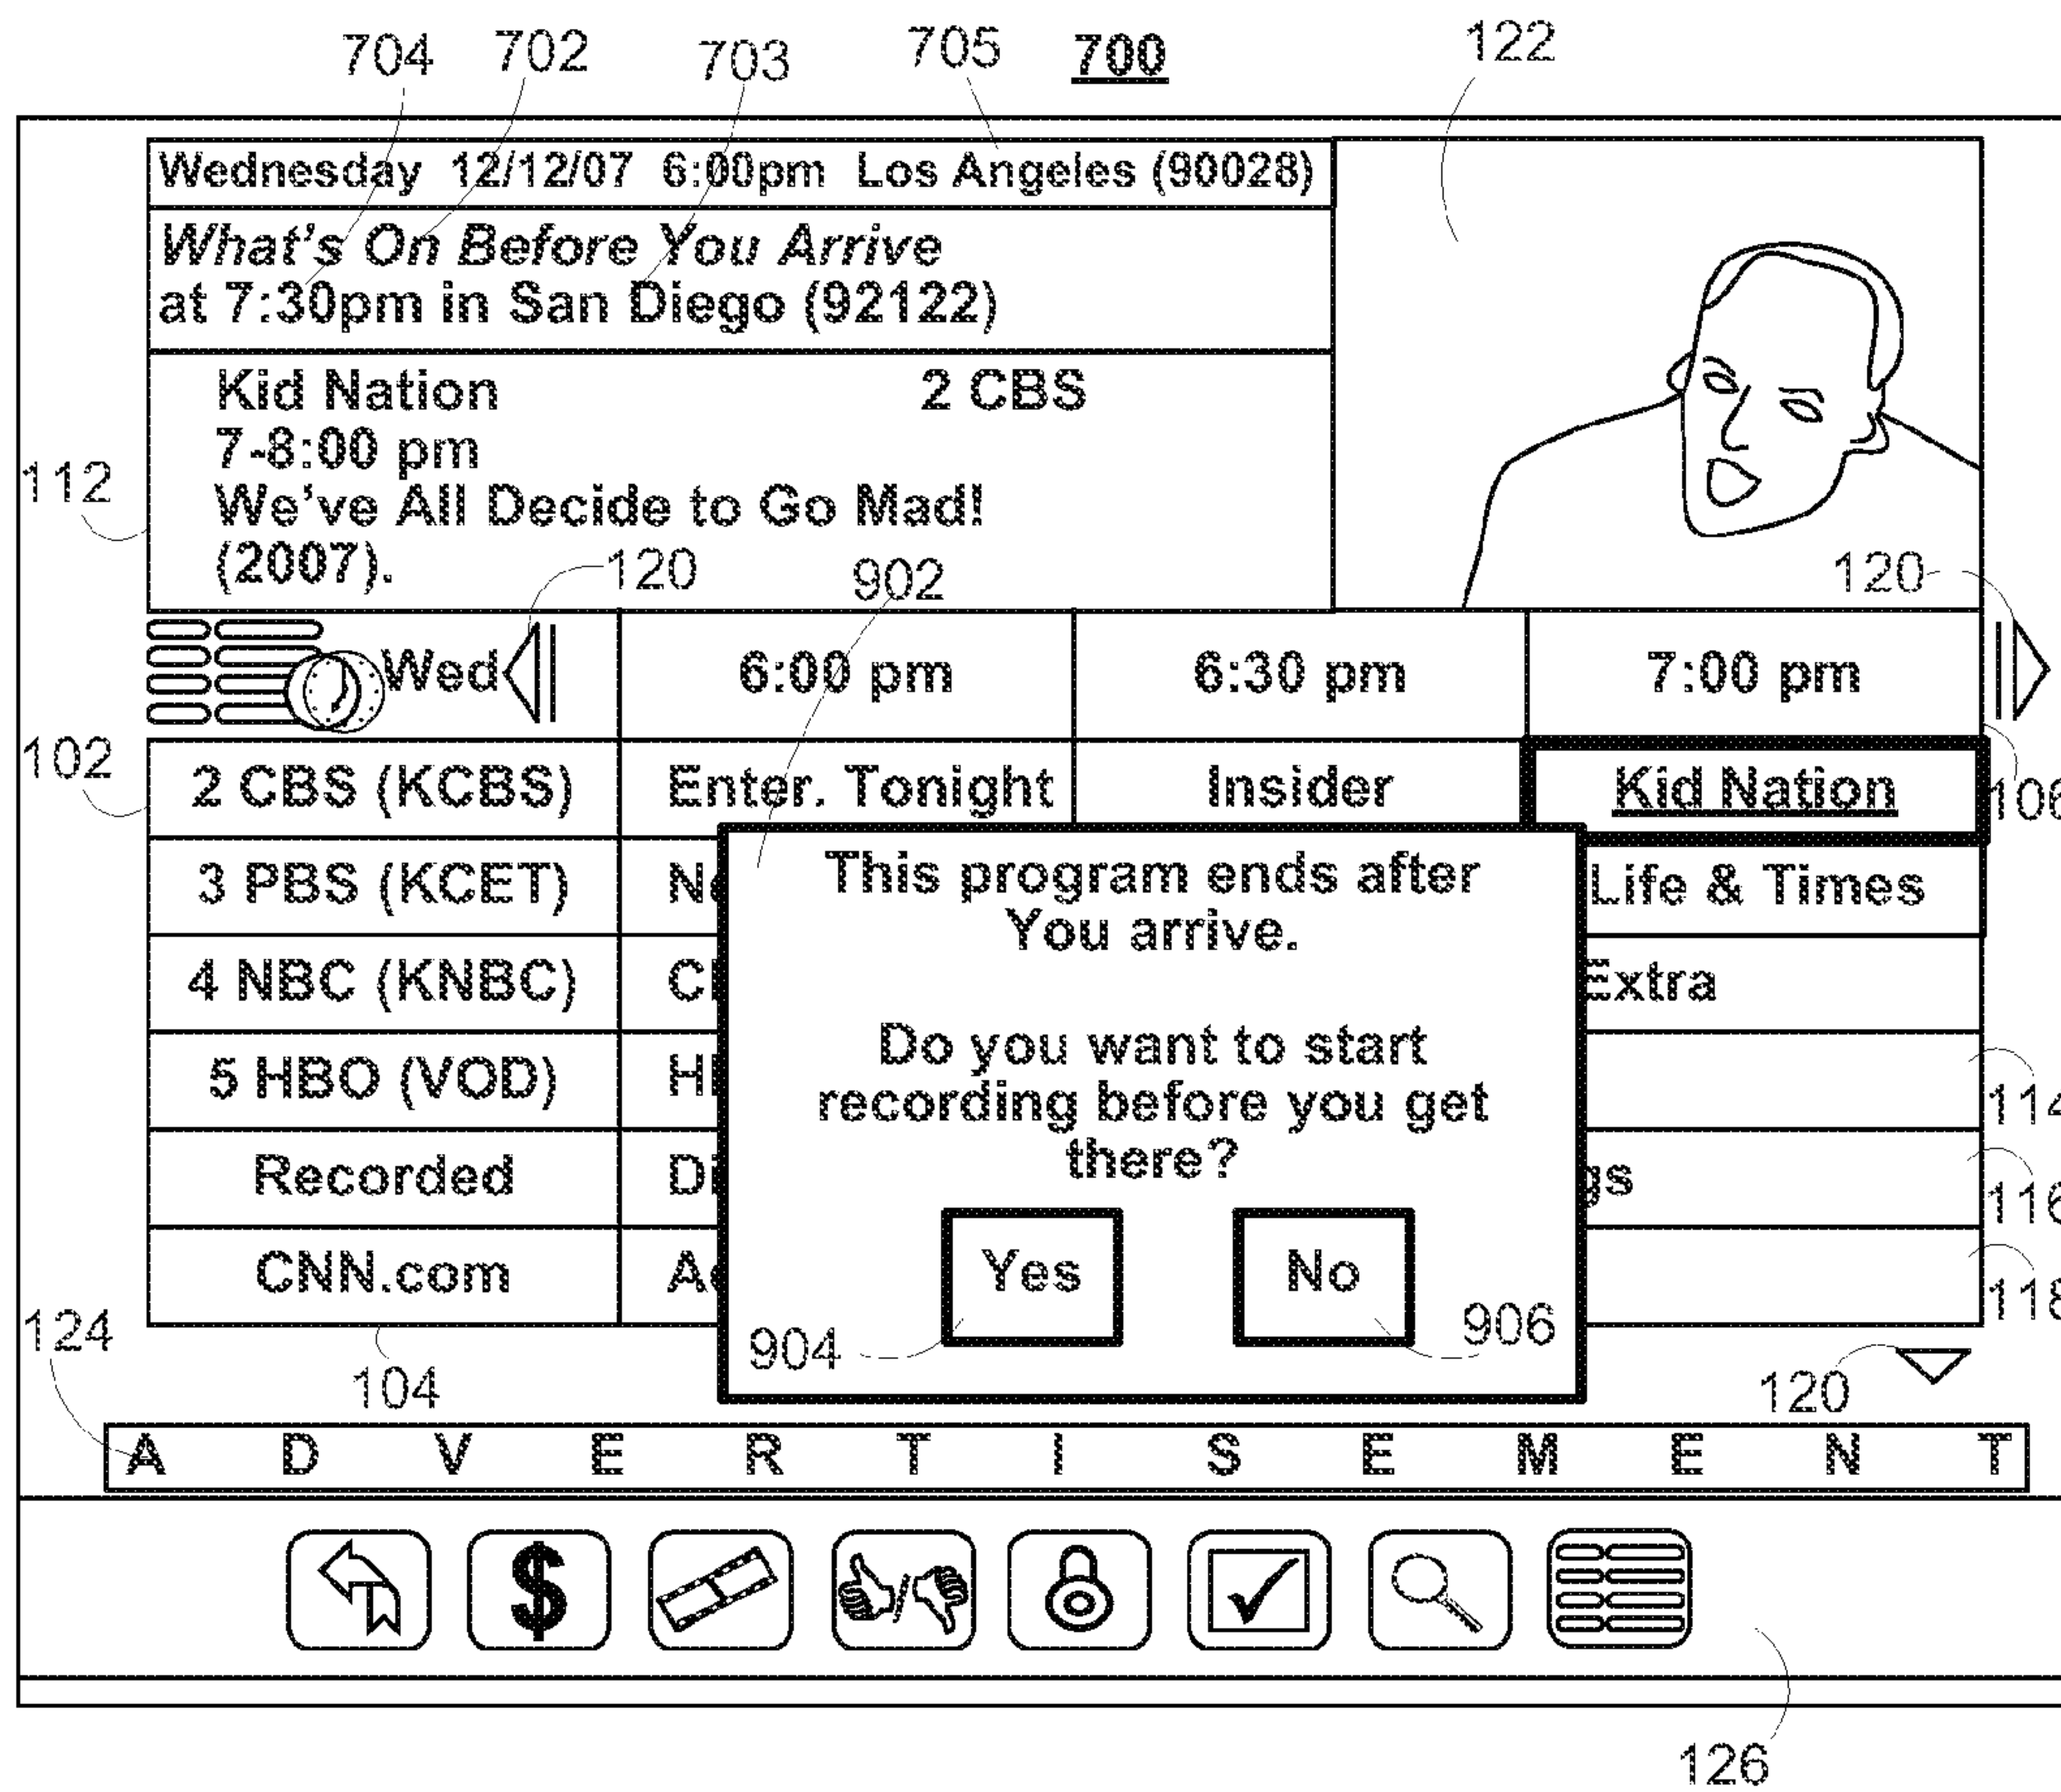 704 702 703 705 700 122
Wednesday 12/12/07 6:00pm Los Angeles (90028)
What's On Before You Arrive
at 7:30pm in San Diego (92122)
Kid Nation 2 CBS
7-8:00 pm
112
We've All Decide to Go Mad!
(2007).
120 902 120
Wed 6:00 pm 6:30 pm 7:00 pm
102
2 CBS (KCBS) Enter. Tonight Insider Kid Nation
3 PBS (KCET) Life & Times
4 NBC (KNBC) Extra
5 HBO (VOD)
Recorded
CNN.com
This program ends after
You arrive.
Do you want to start
recording before you get
there?
Yes No
904 906
124
104
120
A D V E R T I S E M E N T
$
/
126